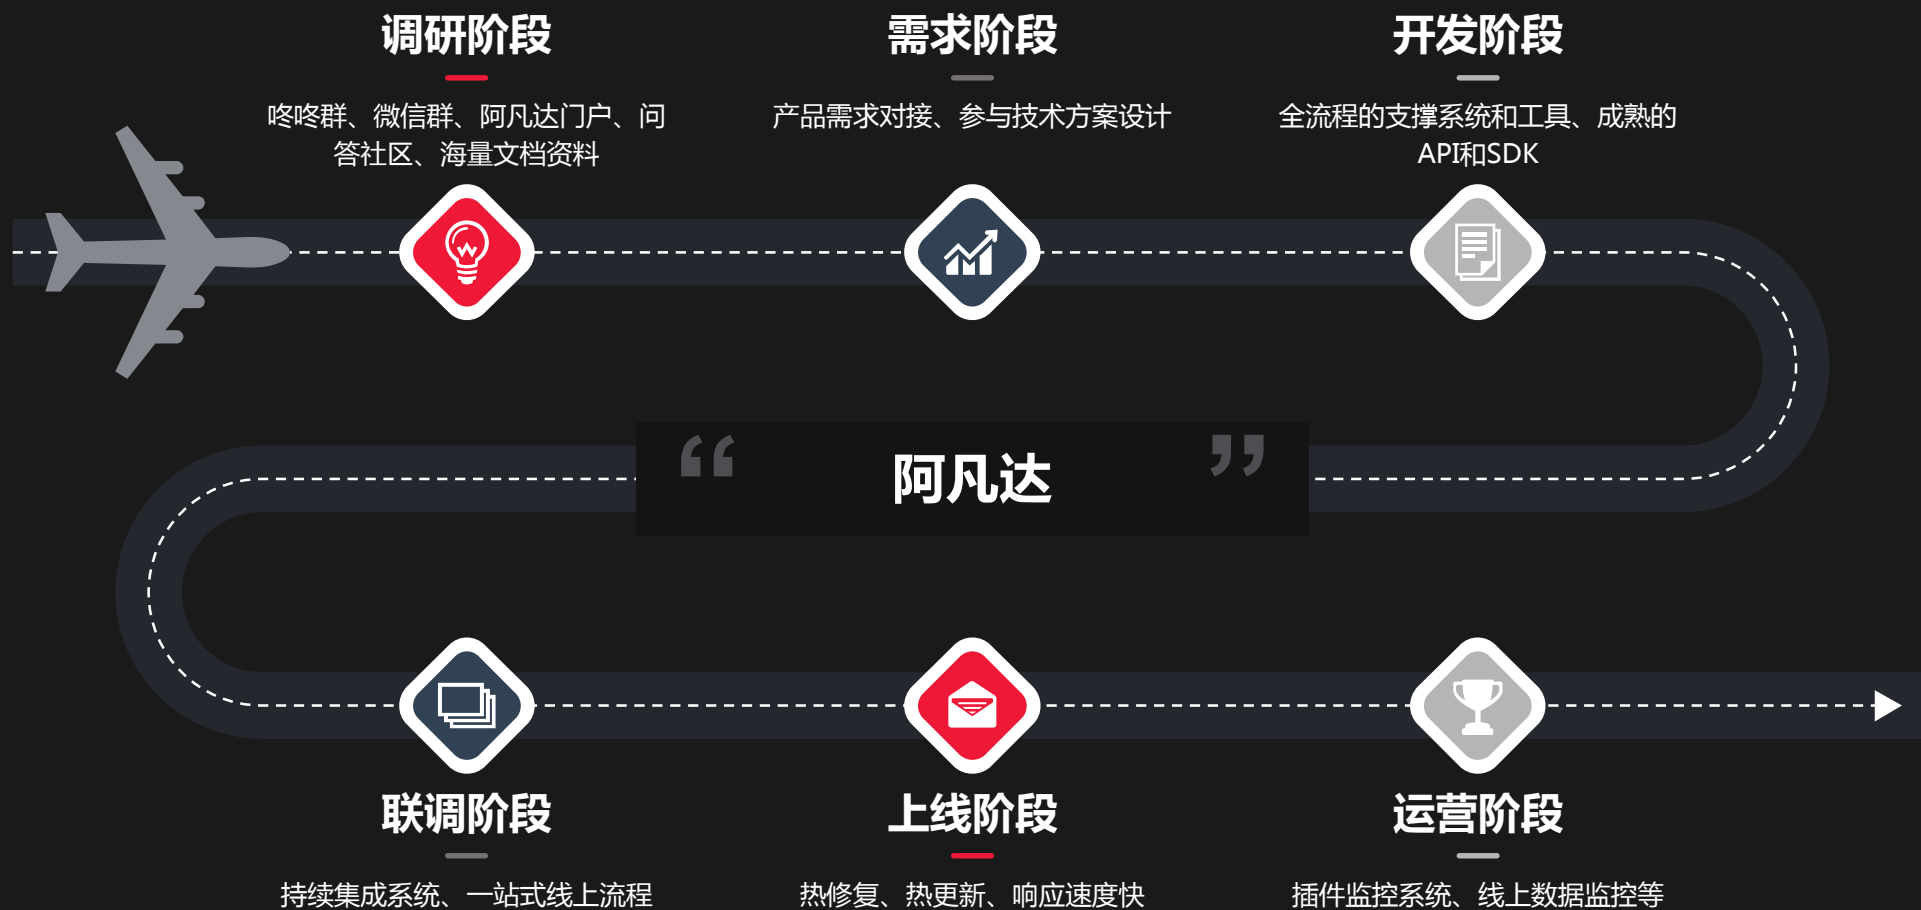 调研阶段
咚咚群、微信群、阿凡达门户、问
答社区、海量文档资料
需求阶段
产品需求对接、参与技术方案设计
开发阶段
全流程的支撑系统和工具、成熟的
API和SDK
“ 阿凡达 ”
联调阶段
持续集成系统、一站式线上流程
上线阶段
热修复、热更新、响应速度快
运营阶段
插件监控系统、线上数据监控等